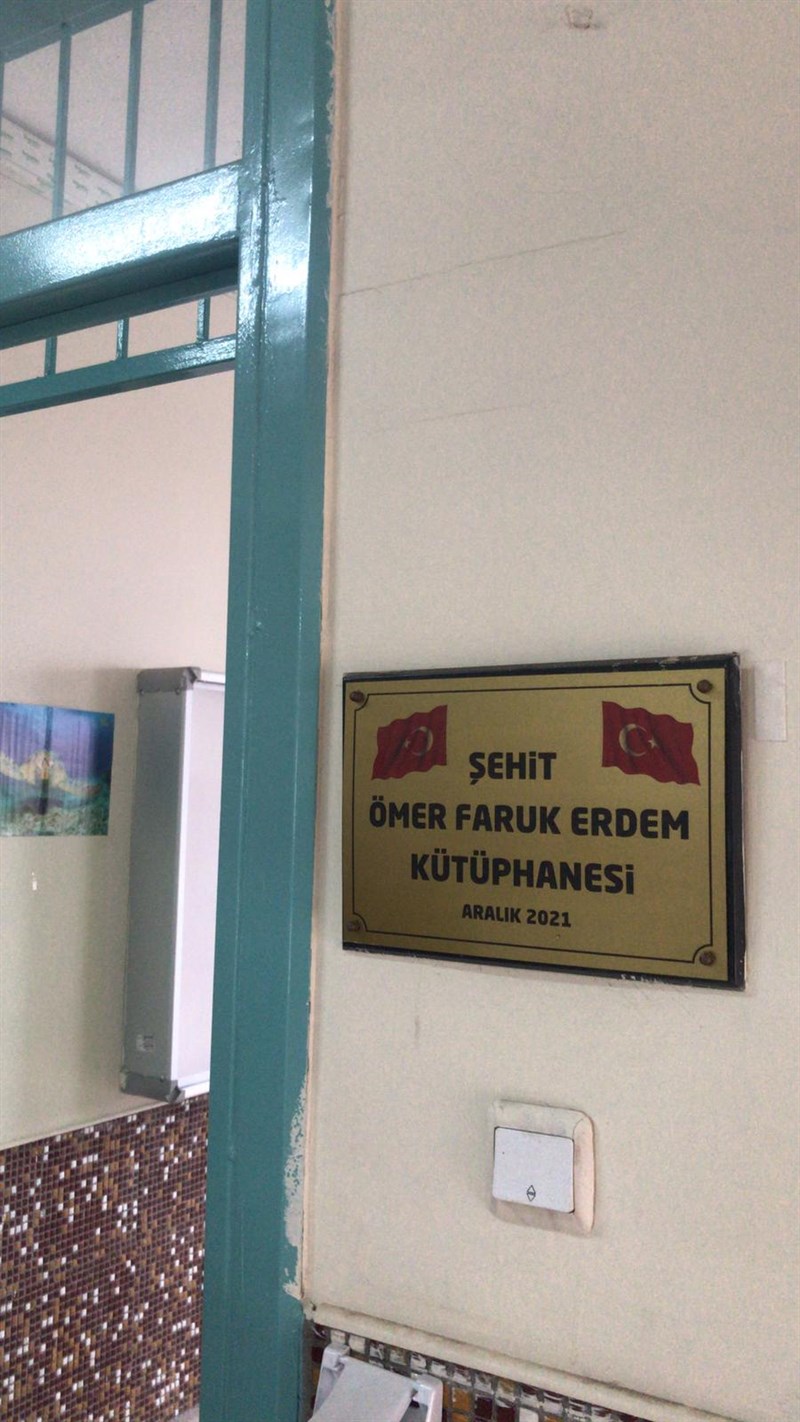 ŞEHİT
ÖMER FARUK ERDEM
KÜTÜPHANESİ
ARALIK 2021